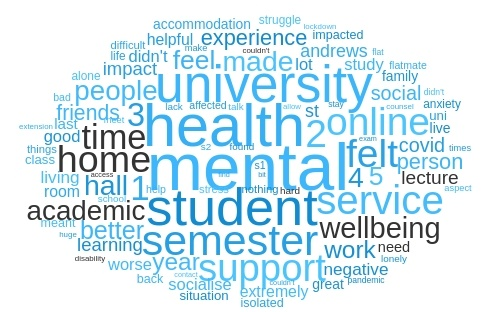 struggle lockdown
accommodation
difficult make
helpful experience impacted
life didn't couldn't andrews flat
impact feel made lot study flatmate
alone people university social family
bad lack affected talk allow stay counsel didn't
friends 3 health 2 st online anxiety
extension last meet uni
good time s2 found exam live
things home mental felt covid times
class access s1 person
living hall 1 help stress find bit nothing hard 4 5 lecture
room school aspect
academic student service
meant better semester wellbeing
huge learning work need
disability worse year support negative lonely
back contact couldn't great pandemic
socialise extremely
situation isolated